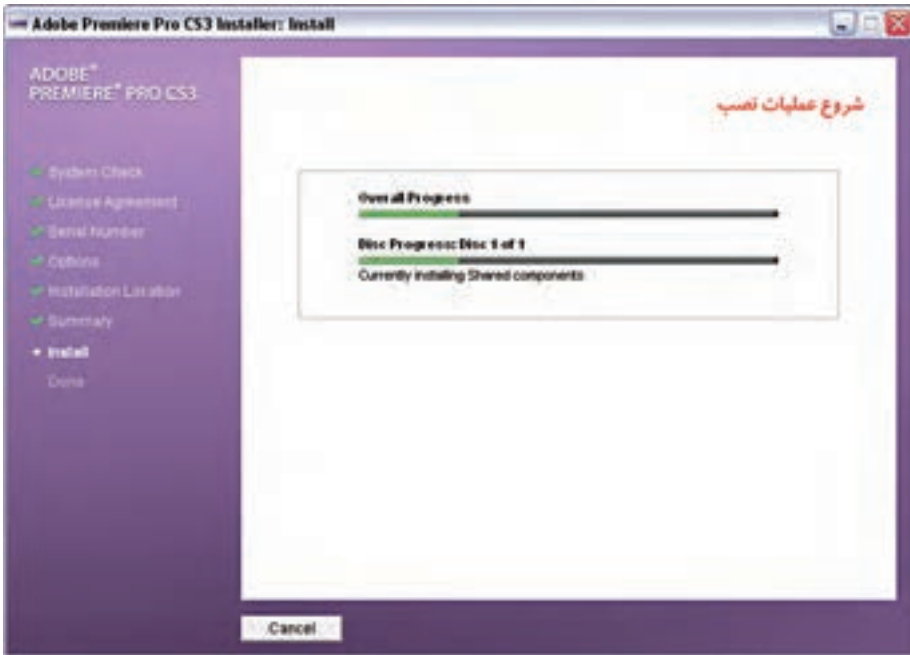 Adobe Premiere Pro CS3 Installer: Install
ADOBE®
PREMIERE® PRO CS3
شروع عملیات نصب
System Check
License Agreement
Serial Number
Options
Installation Location
Summary
Install
Done
Overall Progress
Disc Progress: Disc 1 of 1
Currently installing Shared components
Cancel